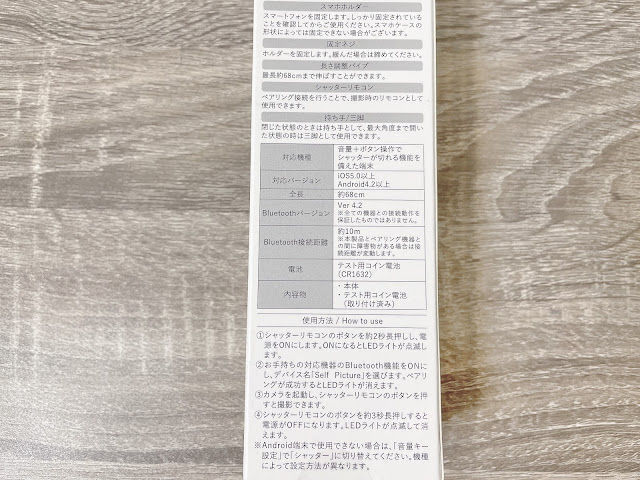 スマホホルダー
スマートフォンを固定します。しっかり固定されている
ことを確認してからご使用ください。スマホケースの
形状によっては固定できない場合がございます。
固定ネジ
ホルダーを固定します。緩んだ場合は締めてください。
長さ調整パイプ
最長約68cmまで伸ばすことができます。
シャッターリモコン
ペアリング接続を行うことで、撮影時のリモコンとして
使用できます。
持ち手/三脚
閉じた状態のときは持ち手として、最大角度まで開い
た状態の時は三脚として使用できます。
対応機種
音量+ボタン操作で
シャッターが切れる機能を
備えた端末
対応バージョン
iOS5.0以上
Android4.2以上
全長
約68cm
Bluetoothバージョン
Ver 4.2
※全ての機器との接続動作を
保証したものではありません。
Bluetooth接続距離
約10m
※本製品とペアリング機器と
の間に障害物がある場合は接
続距離が変動します。
電池
テスト用コイン電池
(CR1632)
内容物
・本体
・テスト用コイン電池
(取り付け済み)
使用方法 / How to use
①シャッターリモコンのボタンを約2秒長押しし、電
源をONにします。ONになるとLEDライトが点滅し
ます。
②お手持ちの対応機器のBluetooth機能をONに
し、デバイス名「Self Picture」を選びます。ペアリ
ングが成功するとLEDライトが消えます。
③カメラを起動し、シャッターリモコンのボタンを押
すと撮影できます。
④シャッターリモコンのボタンを約3秒長押しすると
電源がOFFになります。LEDライトが点滅して消
えます。
※Android端末で使用できない場合は、「音量キー
設定」で「シャッター」に切り替えてください。機種
によって設定方法が異なります。